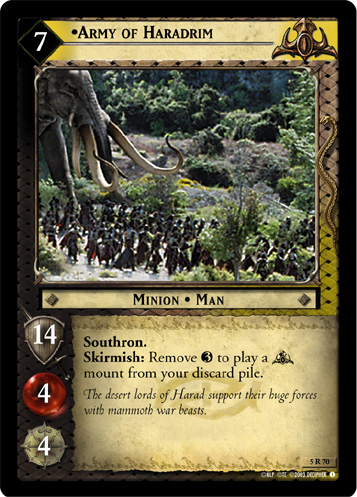 7
•Army of Haradrim
Minion • Man
14
4
4
Southron.
Skirmish: Remove 3 to play a
mount from your discard pile.
The desert lords of Harad support their huge forces
with mammoth war beasts.
5 R 70